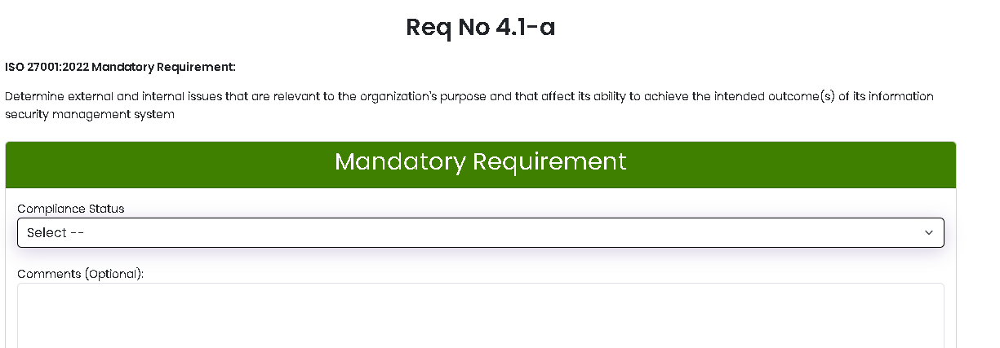 Req No 4.1-a
ISO 27001:2022 Mandatory Requirement:
Determine external and internal issues that are relevant to the organization's purpose and that affect its ability to achieve the intended outcome(s) of its information
security management system
Mandatory Requirement
Compliance Status
Select --
Comments (Optional):